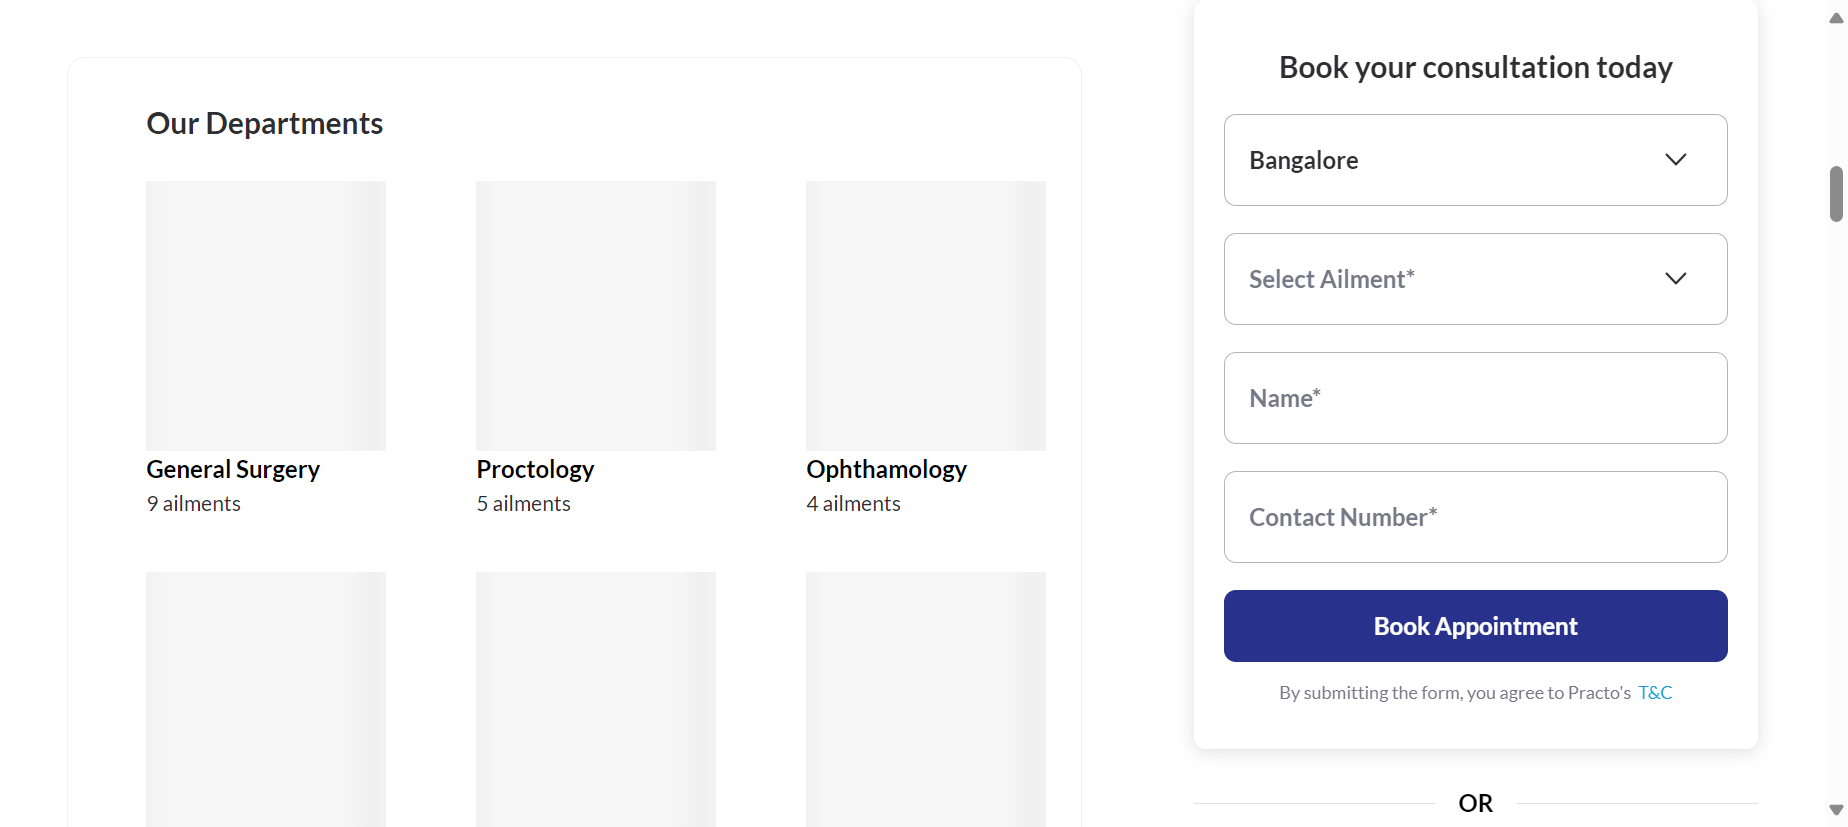 Our Departments
General Surgery
9 ailments
Proctology
5 ailments
Ophthamology
4 ailments
Book your consultation today
Bangalore
Select Ailment*
Name*
Contact Number*
Book Appointment
By submitting the form, you agree to Practo's T&C
OR